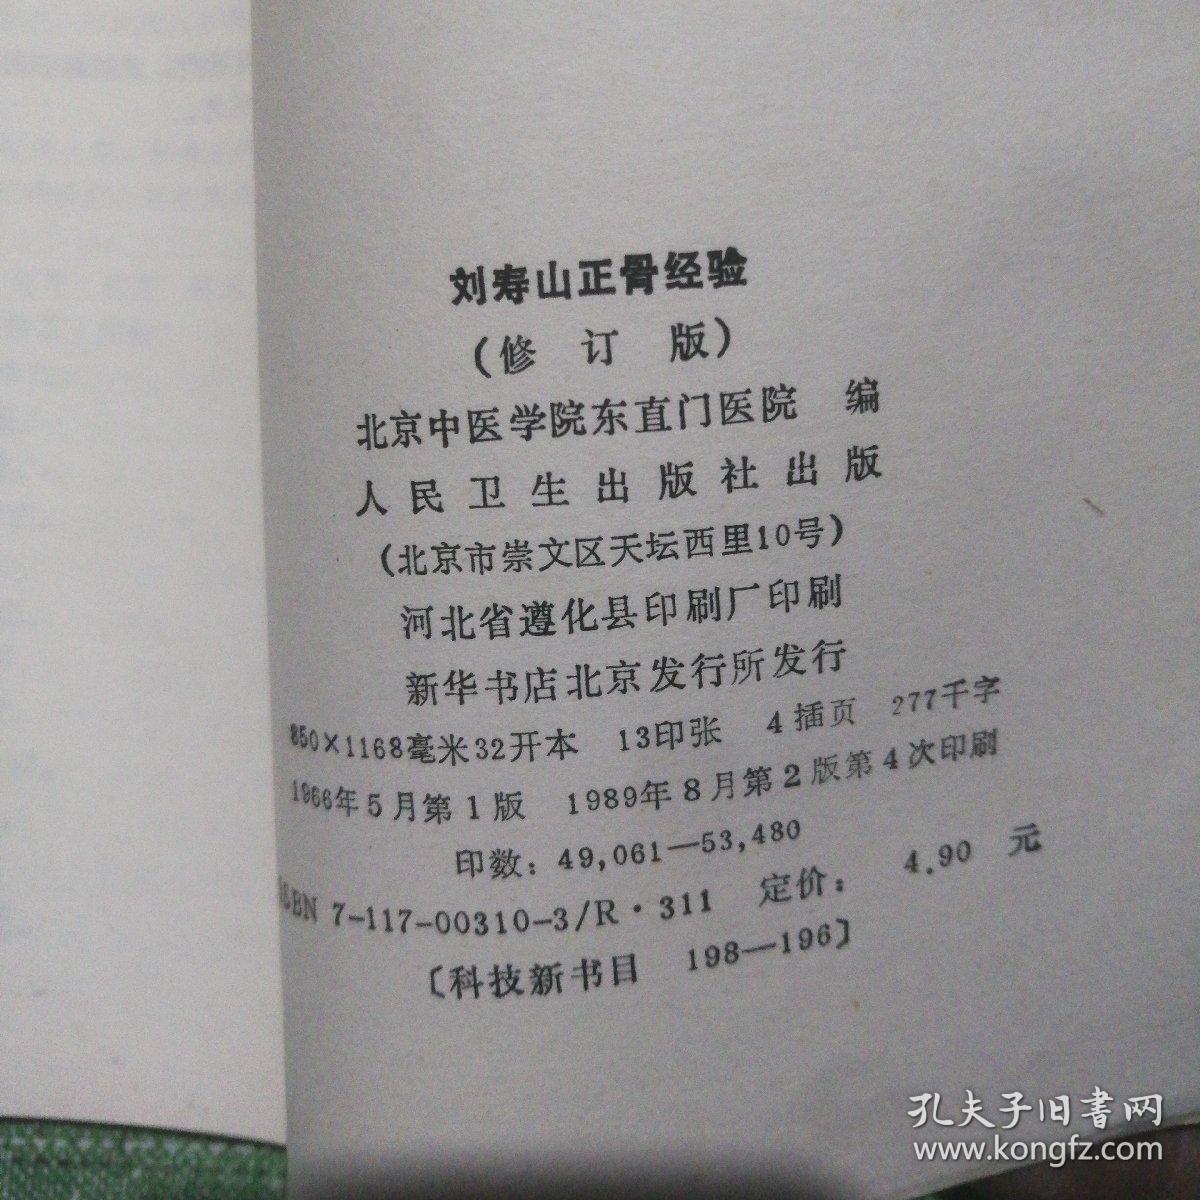 刘寿山正骨经验
(修 订 版)
北京中医学院东直门医院 编
人民卫生出版社出版
(北京市崇文区天坛西里10号)
河北省遵化县印刷厂印刷
新华书店北京发行所发行
850×1168毫米32开本 13印张 4插页 277千字
1966年5月第1版 1989年8月第2版第4次印刷
印数：49,061—53,480
ISBN 7-117-00310-3/R·311 定价： 4.90 元
〔科技新书目 198—196〕
孔夫子旧书网
www.kongfz.com